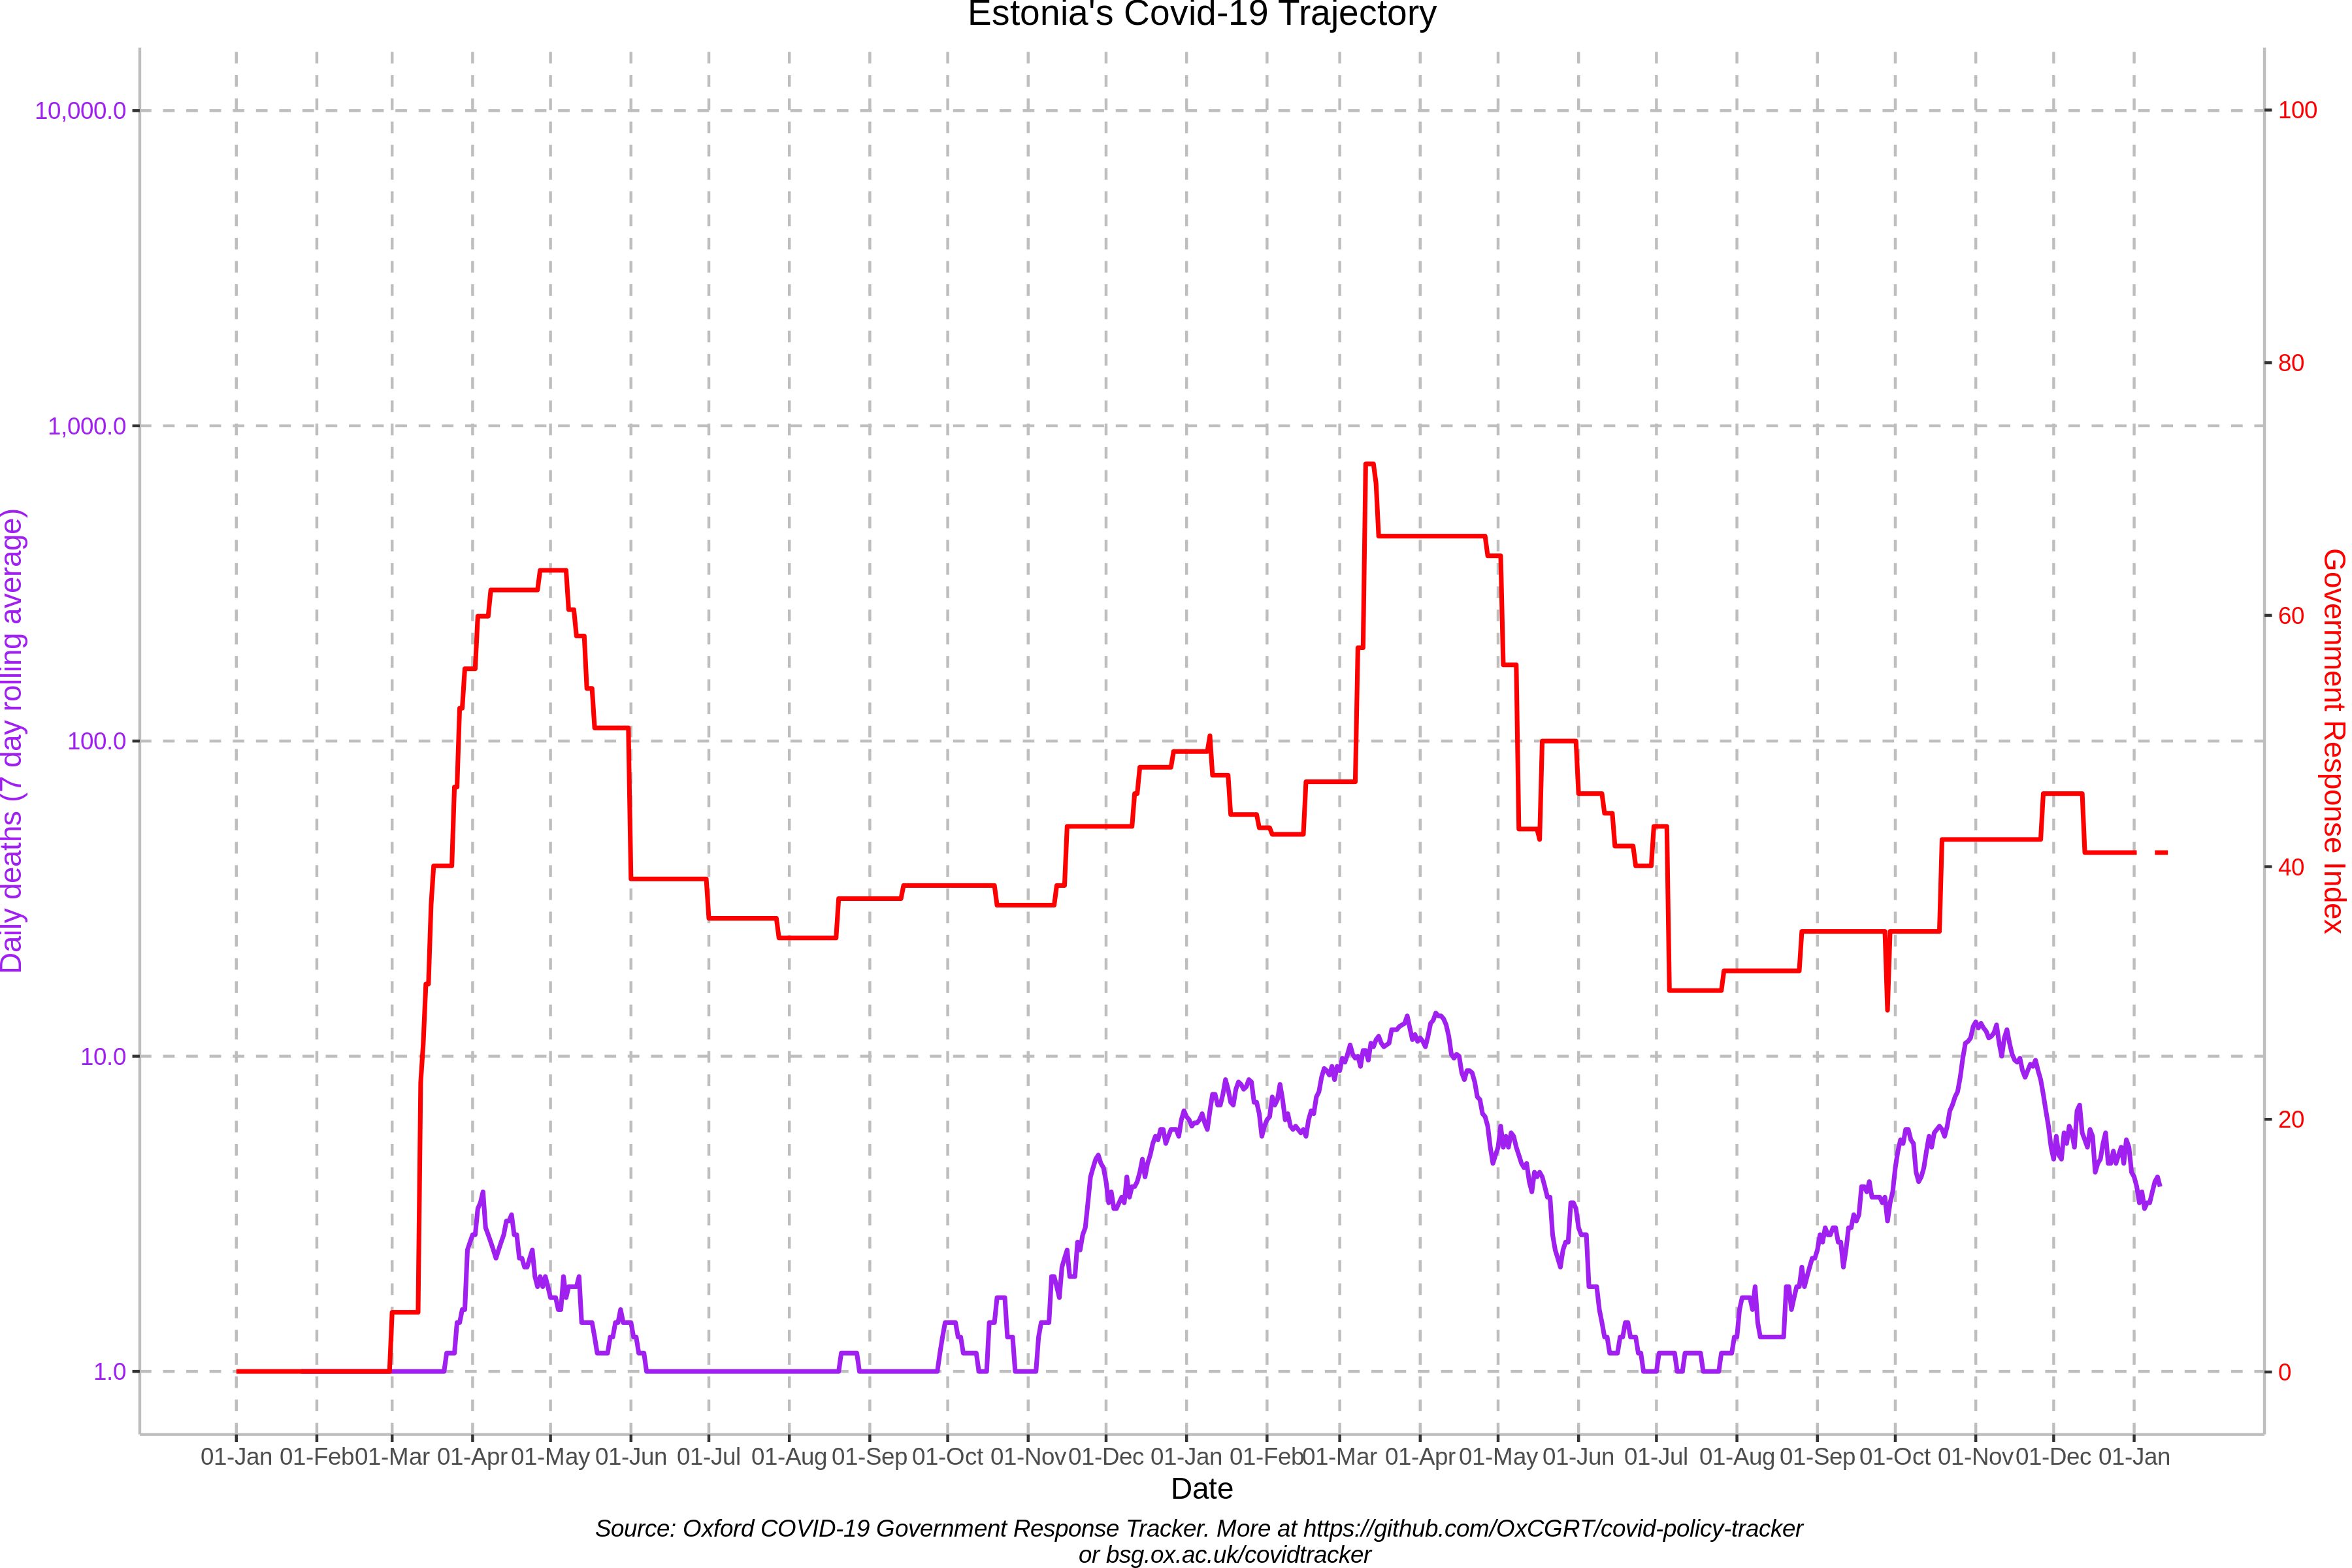 Estonia's Covid-19 Trajectory
10,000.0
1,000.0
100.0
10.0
1.0
Daily deaths (7 day rolling average)
100
80
60
40
20
0
Government Response Index
01-Jan 01-Feb 01-Mar 01-Apr 01-May 01-Jun 01-Jul 01-Aug 01-Sep 01-Oct 01-Nov 01-Dec 01-Jan 01-Feb 01-Mar 01-Apr 01-May 01-Jun 01-Jul 01-Aug 01-Sep 01-Oct 01-Nov 01-Dec 01-Jan
Date
Source: Oxford COVID-19 Government Response Tracker. More at https://github.com/OxCGRT/covid-policy-tracker
or bsg.ox.ac.uk/covidtracker